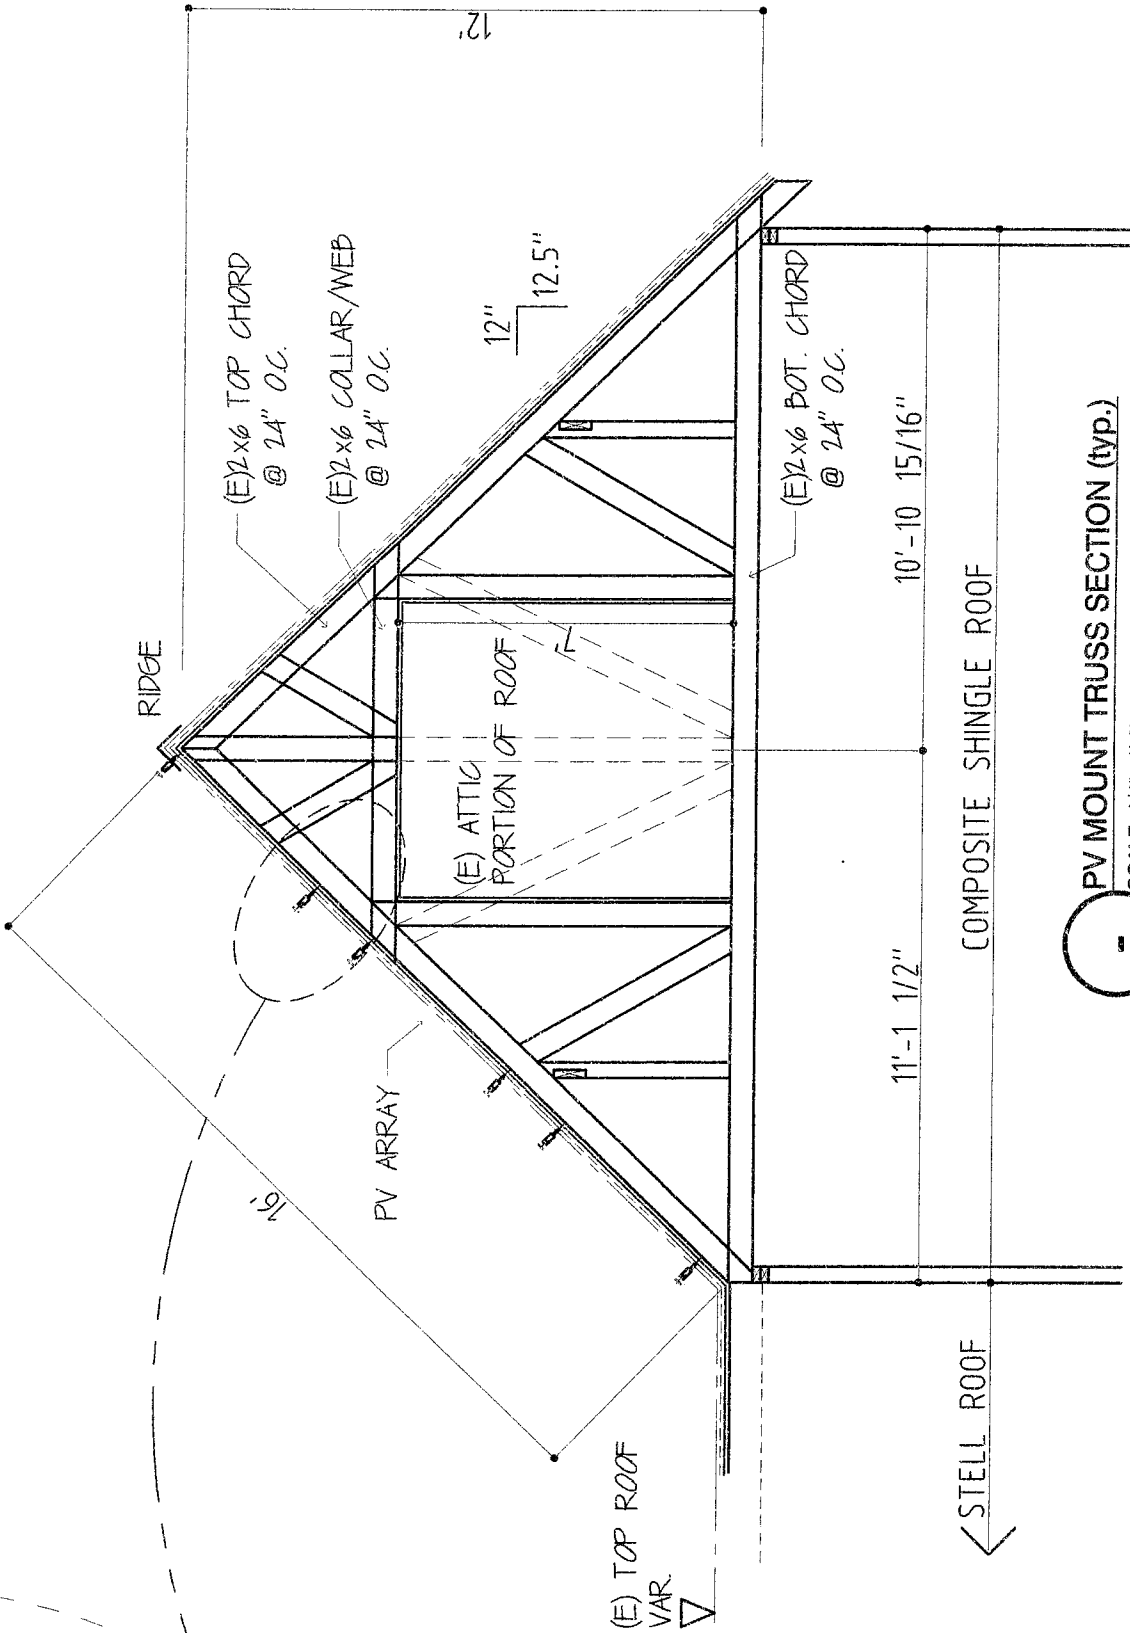 12'
RIDGE
(E)2x6 TOP CHORD
@ 24" O.C.
(E)2x6 COLLAR/WEB
@ 24" O.C.
12"
12.5"
16'
PV ARRAY
(E) ATTIC
PORTION OF ROOF
7'
(E)2x6 BOT. CHORD
@ 24" O.C.
(E) TOP ROOF
VAR.
11'-1 1/2"
10'-10 15/16"
STELL ROOF
COMPOSITE SHINGLE ROOF
PV MOUNT TRUSS SECTION (typ.)
-